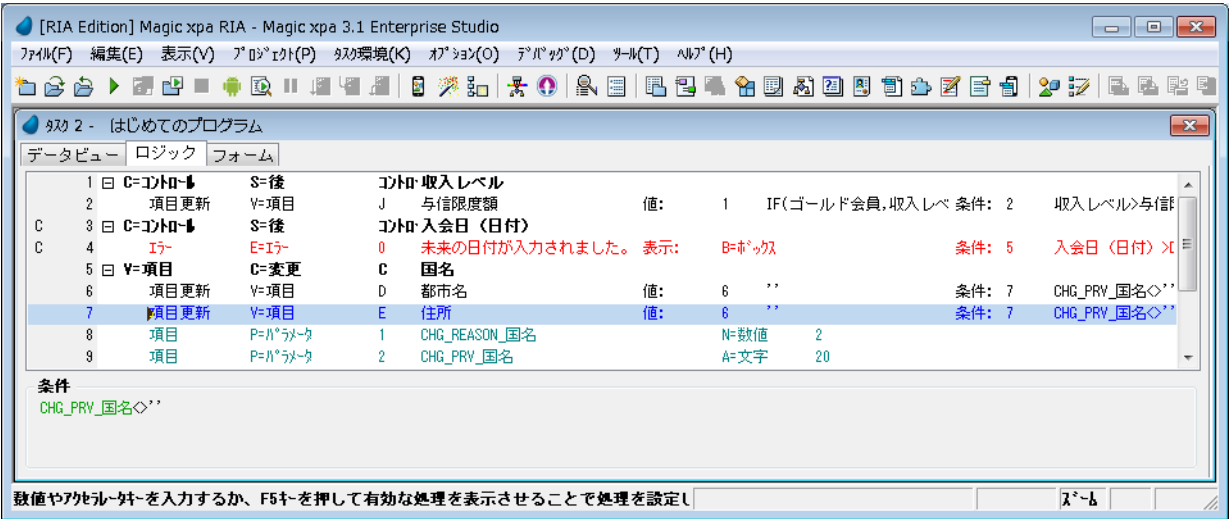 [RIA Edition] Magic xpa RIA - Magic xpa 3.1 Enterprise Studio
ファイル(F) 編集(E) 表示(V) プロジェクト(P) タスク環境(K) オプション(O) デバッグ(D) ツール(T) ヘルプ(H)
タスク 2 - はじめてのプログラム
データビュー ロジック フォーム
1 C=コントロール S=後 コントロ 収入レベル
2 項目更新 V=項目 J 与信限度額 値: 1 IF(ゴールド会員,収入レベ 条件: 2 収入レベル>与信
C 3 C=コントロール S=後 コントロ 入会日（日付）
C 4 エラー E=エラー 0 未来の日付が入力されました。 表示: B=ボックス 条件: 5 入会日（日付）>
5 V=項目 C=変更 C 国名
6 項目更新 V=項目 D 都市名 値: 6 '' 条件: 7 CHG_PRV_国名<>''
7 項目更新 V=項目 E 住所 値: 6 '' 条件: 7 CHG_PRV_国名<>''
8 項目 P=パラメータ 1 CHG_REASON_国名 N=数値 2
9 項目 P=パラメータ 2 CHG_PRV_国名 A=文字 20
条件
CHG_PRV_国名<>''
数値やアクセラレータキーを入力するか、F5キーを押して有効な処理を表示させることで処理を設定し ズーム